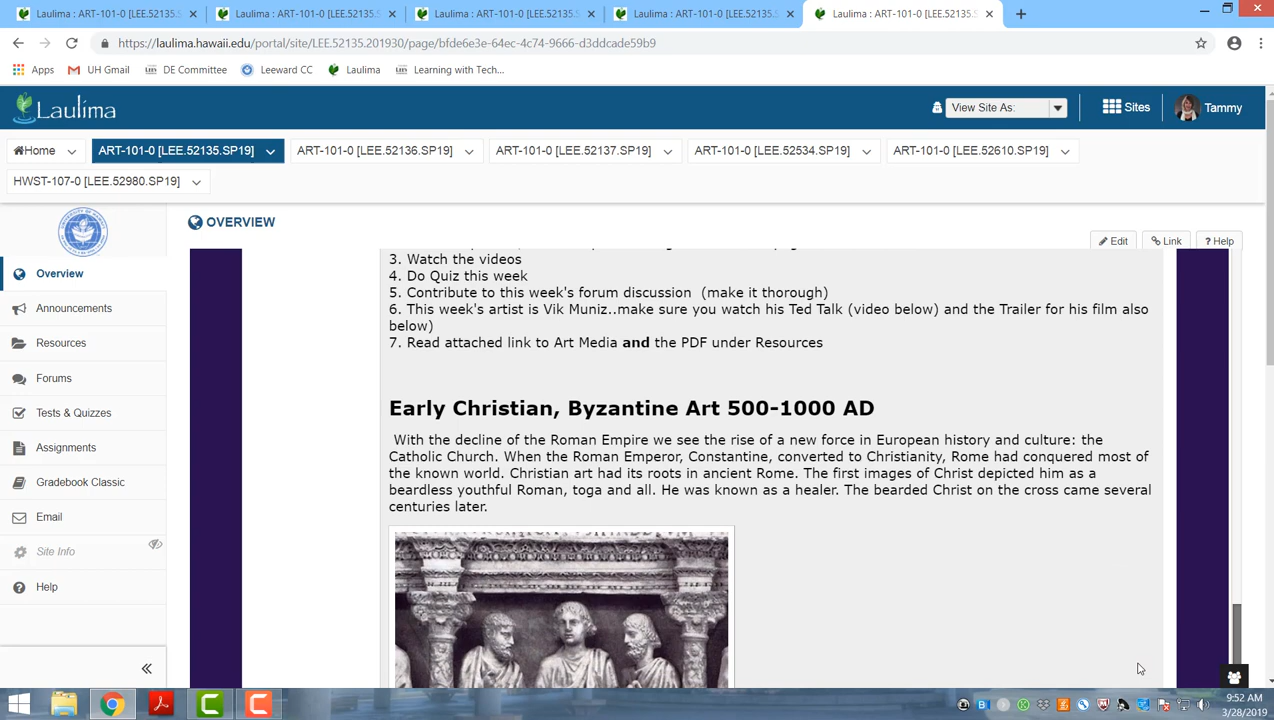 Laulima : ART-101-0 [LEE.52135. Laulima : ART-101-0 [LEE.52135. Laulima : ART-101-0 [LEE.52135. Laulima : ART-101-0 [LEE.52135. Laulima : ART-101-0 [LEE.52135.
https://laulima.hawaii.edu/portal/site/LEE.52135.201930/page/bfde6e3e-64ec-4c74-9666-d3ddcade59b9
Apps UH Gmail DE Committee Leeward CC Laulima Learning with Tech...
Laulima View Site As: Sites Tammy
Home ART-101-0 [LEE.52135.SP19] ART-101-0 [LEE.52136.SP19] ART-101-0 [LEE.52137.SP19] ART-101-0 [LEE.52534.SP19] ART-101-0 [LEE.52610.SP19]
HWST-107-0 [LEE.52980.SP19]
OVERVIEW
Edit Link ? Help
Overview
Announcements
Resources
Forums
Tests & Quizzes
Assignments
Gradebook Classic
Email
Site Info
Help
3. Watch the videos
4. Do Quiz this week
5. Contribute to this week's forum discussion (make it thorough)
6. This week's artist is Vik Muniz..make sure you watch his Ted Talk (video below) and the Trailer for his film also
below)
7. Read attached link to Art Media and the PDF under Resources
Early Christian, Byzantine Art 500-1000 AD
With the decline of the Roman Empire we see the rise of a new force in European history and culture: the
Catholic Church. When the Roman Emperor, Constantine, converted to Christianity, Rome had conquered most of
the known world. Christian art had its roots in ancient Rome. The first images of Christ depicted him as a
beardless youthful Roman, toga and all. He was known as a healer. The bearded Christ on the cross came several
centuries later.
9:52 AM
3/28/2019